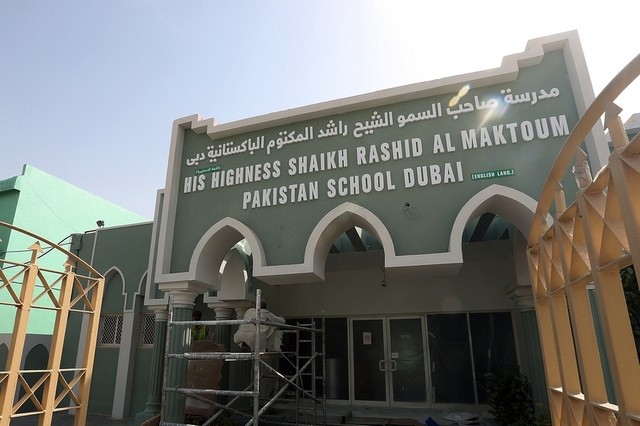 مدرسة صاحب السمو الشيخ راشد المكتوم الباكستانية دبي
HIS HIGHNESS SHAIKH RASHID AL MAKTOUM
PAKISTAN SCHOOL DUBAI (ENGLISH LANG.)